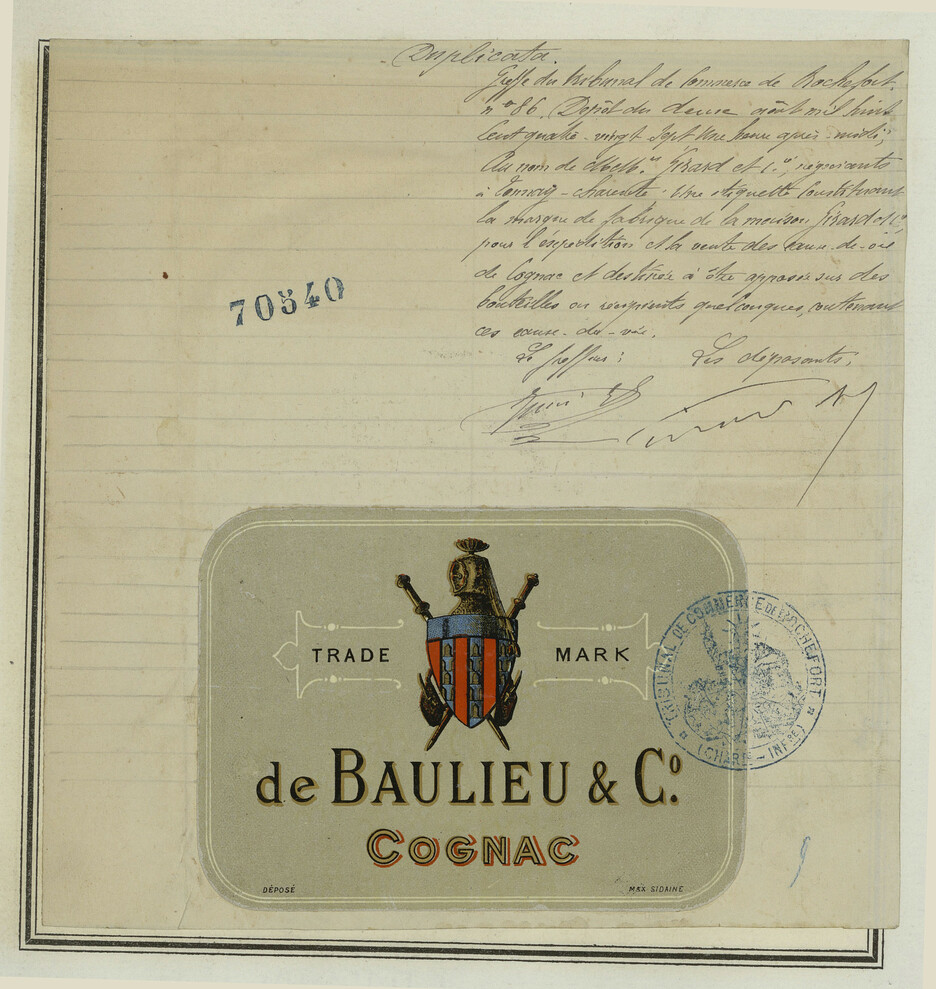 Duplicata.
Greffe du tribunal de Commerce de Rochefort.
n° 86. Dépôt du douze août mil huit
cent quatre-vingt sept une heure après-midi,
Au nom de MM.rs Girard et Cie, négociants
à Tonnay-Charente. Une étiquette constituant
la marque de fabrique de la maison Girard et Cie,
pour l'expédition et la vente des eaux-de-vie
de Cognac et destinée à être apposée sur des
bouteilles ou récipients quelconques, contenant
ces eaux-de-vie.
Le greffier; Les déposants,
70540
TRADE MARK
de BAULIEU & Co.
COGNAC
DÉPOSÉ MAX SIDAINE
TRIBUNAL DE COMMERCE DE ROCHEFORT
(CHARte-INFre)